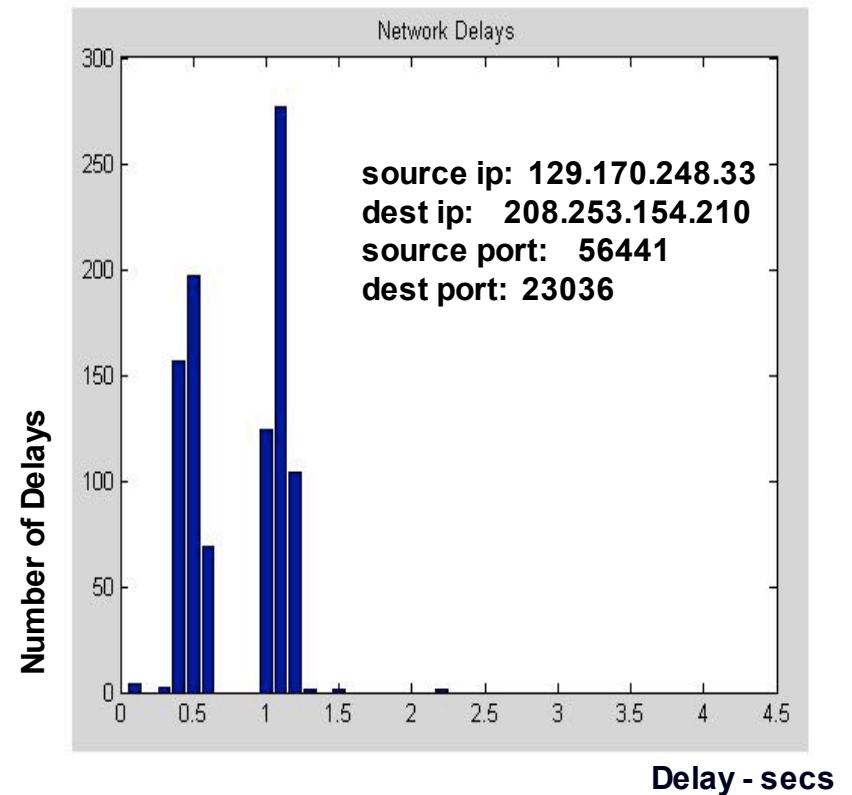 Network Delays
300
250
200
150
100
50
0
source ip: 129.170.248.33
dest ip: 208.253.154.210
source port: 56441
dest port: 23036
Number of Delays
0 0.5 1 1.5 2 2.5 3 3.5 4 4.5
Delay - secs